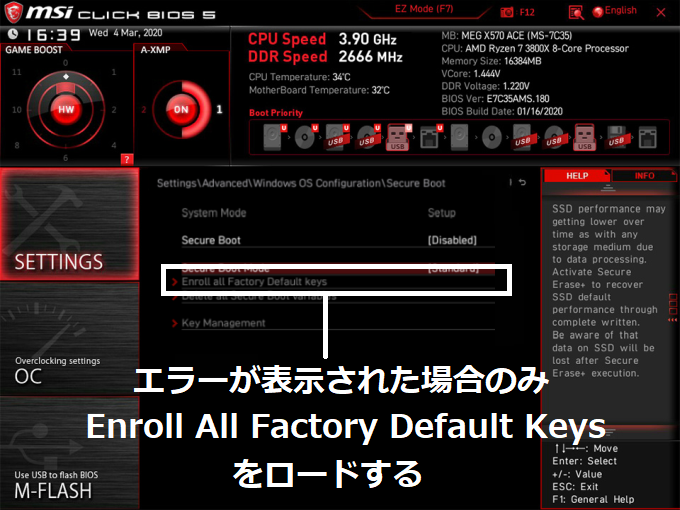 msi CLICK BIOS 5
EZ Mode (F7)
F12
English
X
16:39
Wed 4 Mar, 2020
GAME BOOST
A-XMP
CPU Speed 3.90 GHz
DDR Speed 2666 MHz
CPU Temperature: 34°C
MotherBoard Temperature: 32°C
MB: MEG X570 ACE (MS-7C35)
CPU: AMD Ryzen 7 3800X 8-Core Processor
Memory Size: 16384MB
VCore: 1.444V
DDR Voltage: 1.220V
BIOS Ver: E7C35AMS.180
BIOS Build Date: 01/16/2020
Boot Priority
U U U U U
USB USB USB USB USB USB USB
0
11 1
10 2
8 4
6
HW
ON
1
?
SETTINGS
Overclocking settings
OC
Use USB to flash BIOS
M-FLASH
Settings\Advanced\Windows OS Configuration\Secure Boot
System Mode Setup
Secure Boot [Disabled]
Secure Boot Mode [Standard]
> Enroll all Factory Default keys
> Delete all Secure Boot variables
> Key Management
エラーが表示された場合のみ
Enroll All Factory Default Keys
をロードする
HELP
INFO
SSD performance may
getting lower over
time as with any
storage medium due
to data processing.
Activate Secure
Erase+ to recover
SSD default
performance through
complete written.
Be aware of that
data on SSD will be
lost after Secure
Erase+ execution.
↑↓→←: Move
Enter: Select
+/-: Value
ESC: Exit
F1: General Help